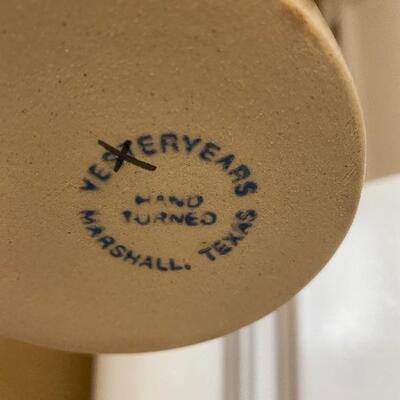 YESTERYEARS
HAND
TURNED
MARSHALL, TEXAS